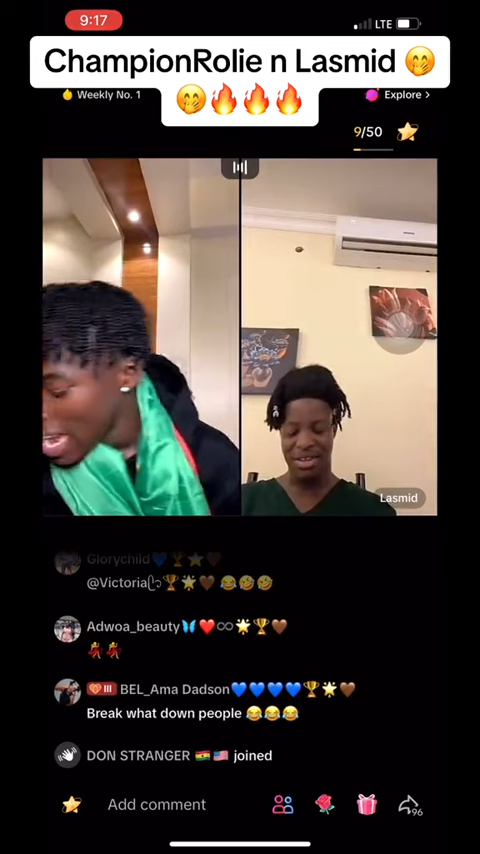 9:17
LTE
ChampionRolie n Lasmid 🤭
🤭🔥🔥🔥
Weekly No. 1
Explore >
9/50
Lasmid
Glorychild💙🏆⭐🤎
@Victoria🏆🌟🤎😂🤣🤣
Adwoa_beauty🦋❤️♾🌟🏆🤎
💃💃
III BEL_Ama Dadson💙💙💙💙🏆🌟🤎
Break what down people 😂😂😂
DON STRANGER 🇬🇭🇺🇸 joined
Add comment
96